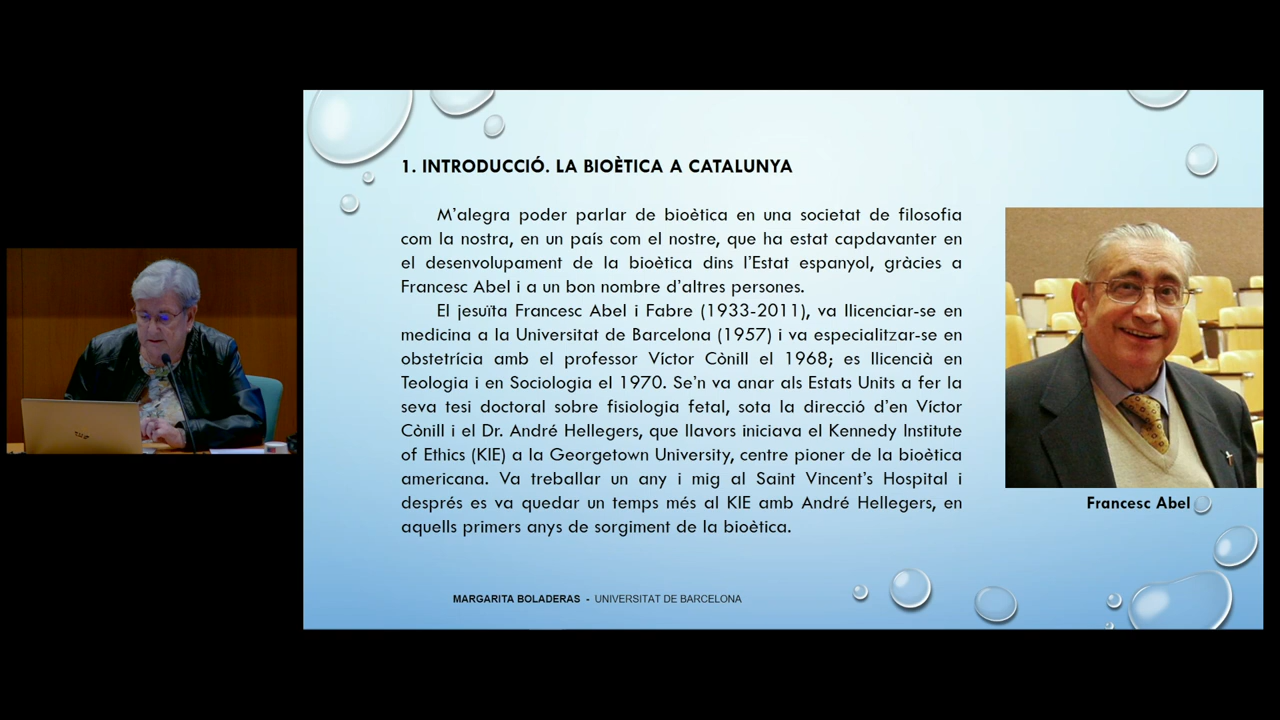 1. INTRODUCCIÓ. LA BIOÈTICA A CATALUNYA
M'alegra poder parlar de bioètica en una societat de filosofia
com la nostra, en un país com el nostre, que ha estat capdavanter en
el desenvolupament de la bioètica dins l'Estat espanyol, gràcies a
Francesc Abel i a un bon nombre d'altres persones.
El jesuïta Francesc Abel i Fabre (1933-2011), va llicenciar-se en
medicina a la Universitat de Barcelona (1957) i va especialitzar-se en
obstetrícia amb el professor Víctor Cònill el 1968; es llicencià en
Teologia i en Sociologia el 1970. Se'n va anar als Estats Units a fer la
seva tesi doctoral sobre fisiologia fetal, sota la direcció d'en Víctor
Cònill i el Dr. André Hellegers, que llavors iniciava el Kennedy Institute
of Ethics (KIE) a la Georgetown University, centre pioner de la bioètica
americana. Va treballar un any i mig al Saint Vincent's Hospital i
després es va quedar un temps més al KIE amb André Hellegers, en
aquells primers anys de sorgiment de la bioètica.
Francesc Abel
MARGARITA BOLADERAS - UNIVERSITAT DE BARCELONA